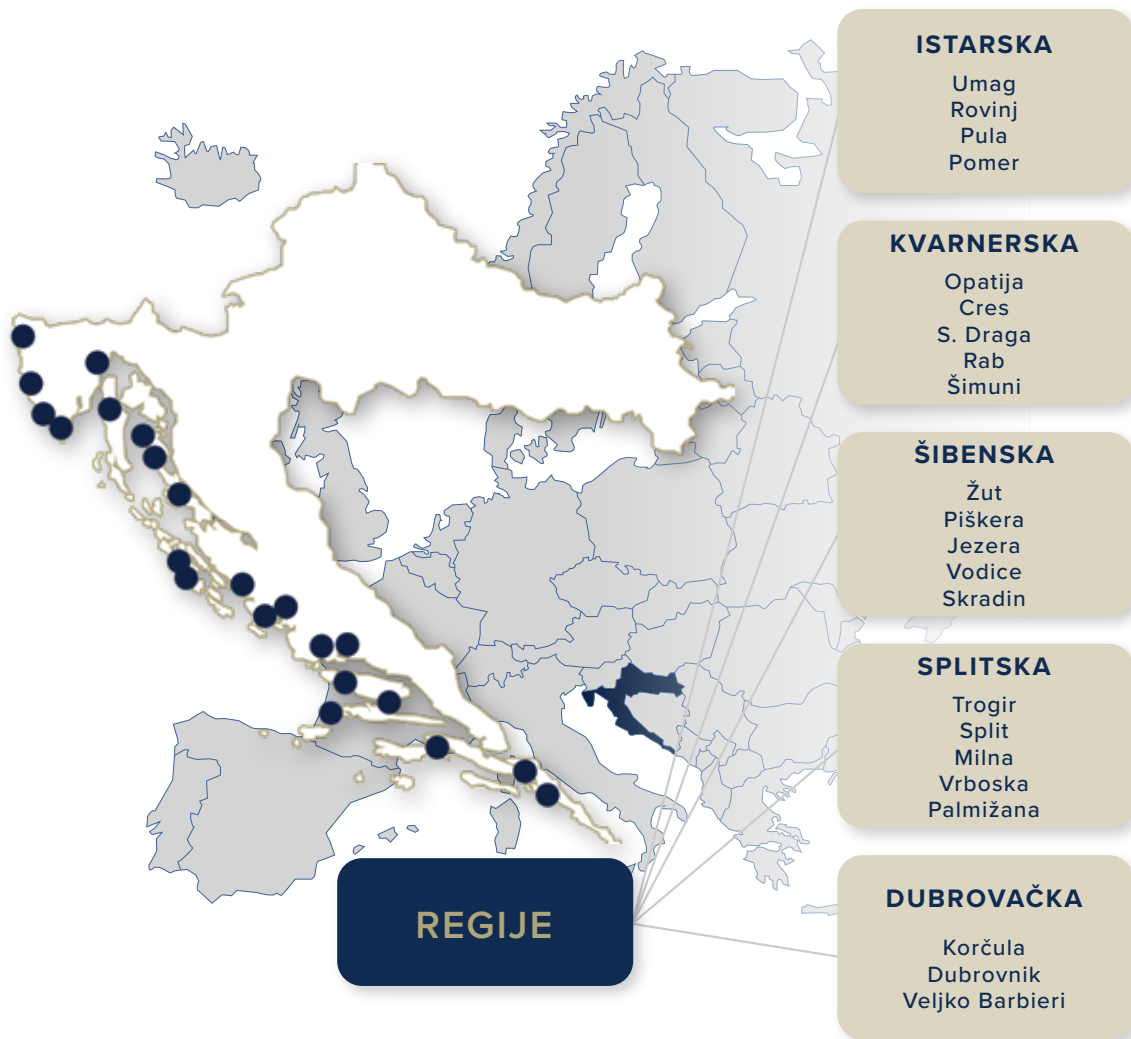 ISTARSKA
Umag
Rovinj
Pula
Pomer
KVARNERSKA
Opatija
Cres
S. Draga
Rab
Šimuni
ŠIBENSKA
Žut
Piškera
Jezera
Vodice
Skradin
SPLITSKA
Trogir
Split
Milna
Vrboska
Palmižana
DUBROVAČKA
Korčula
Dubrovnik
Veljko Barbieri
REGIJE